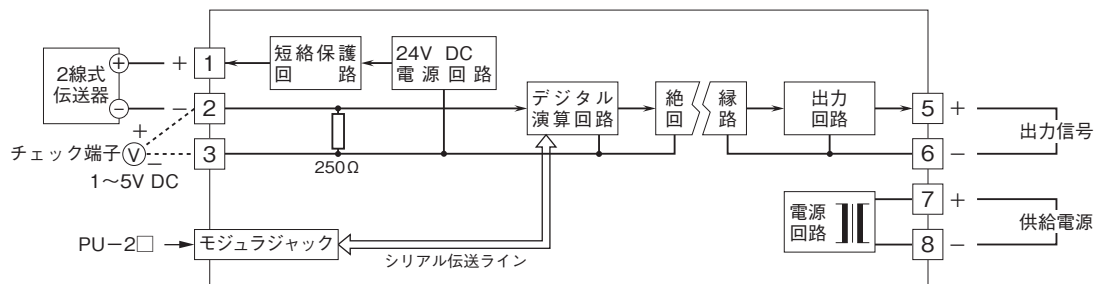 2線式
伝送器
+
−
+ 1
− 2
3
短絡保護
回路
24V DC
電源回路
デジタル
演算回路
絶縁
回路
出力
回路
5 +
6 −
出力信号
+
−
V
チェック端子
1～5V DC
250Ω
電源
回路
7 +
8 −
供給電源
PU−2□
モジュラジャック
シリアル伝送ライン